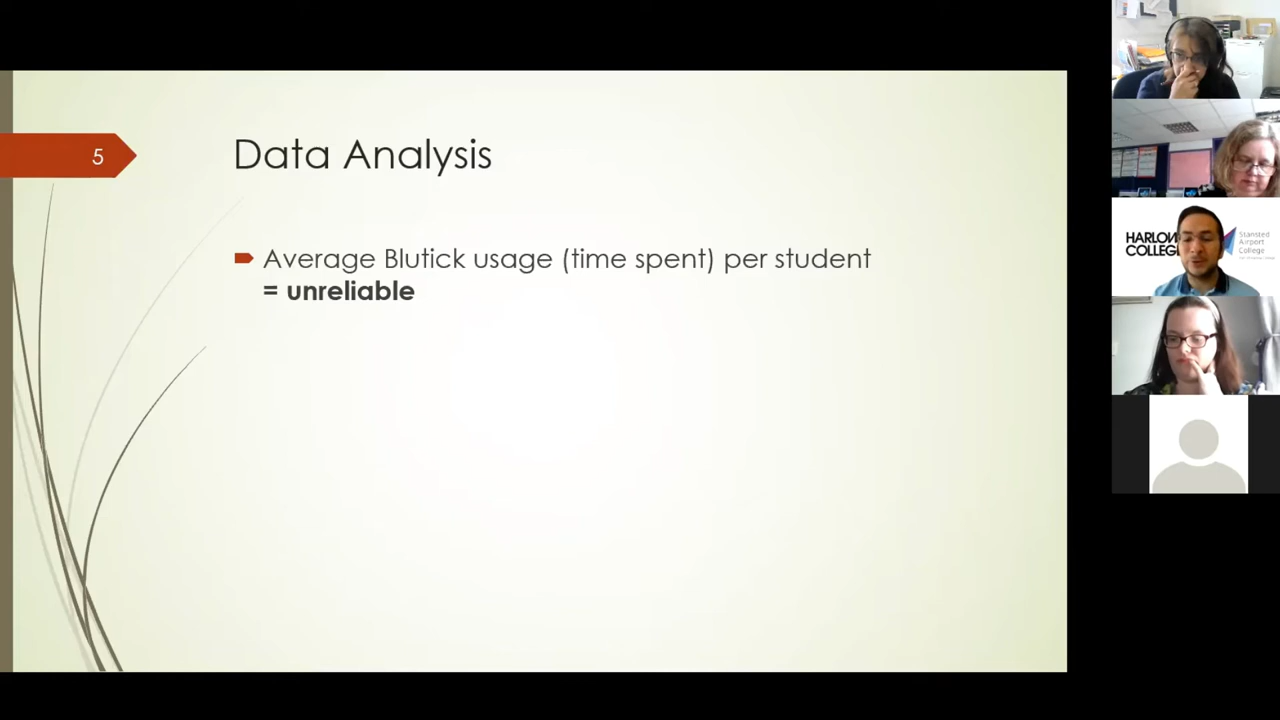 5
Data Analysis
Average Blutick usage (time spent) per student
= unreliable
HARLOW
COLLEGE
Stansted
Airport
College